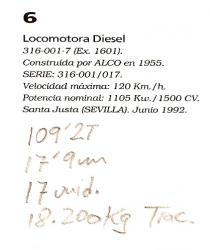 6
Locomotora Diesel
316-001-7 (Ex. 1601).
Construida por ALCO en 1955.
SERIE: 316-001/017.
Velocidad máxima: 120 Km./h.
Potencia nominal: 1105 Kw./1500 CV.
Santa Justa (SEVILLA). Junio 1992.
109'2T
17'9um
17 unid.
18.200Kg Trac.